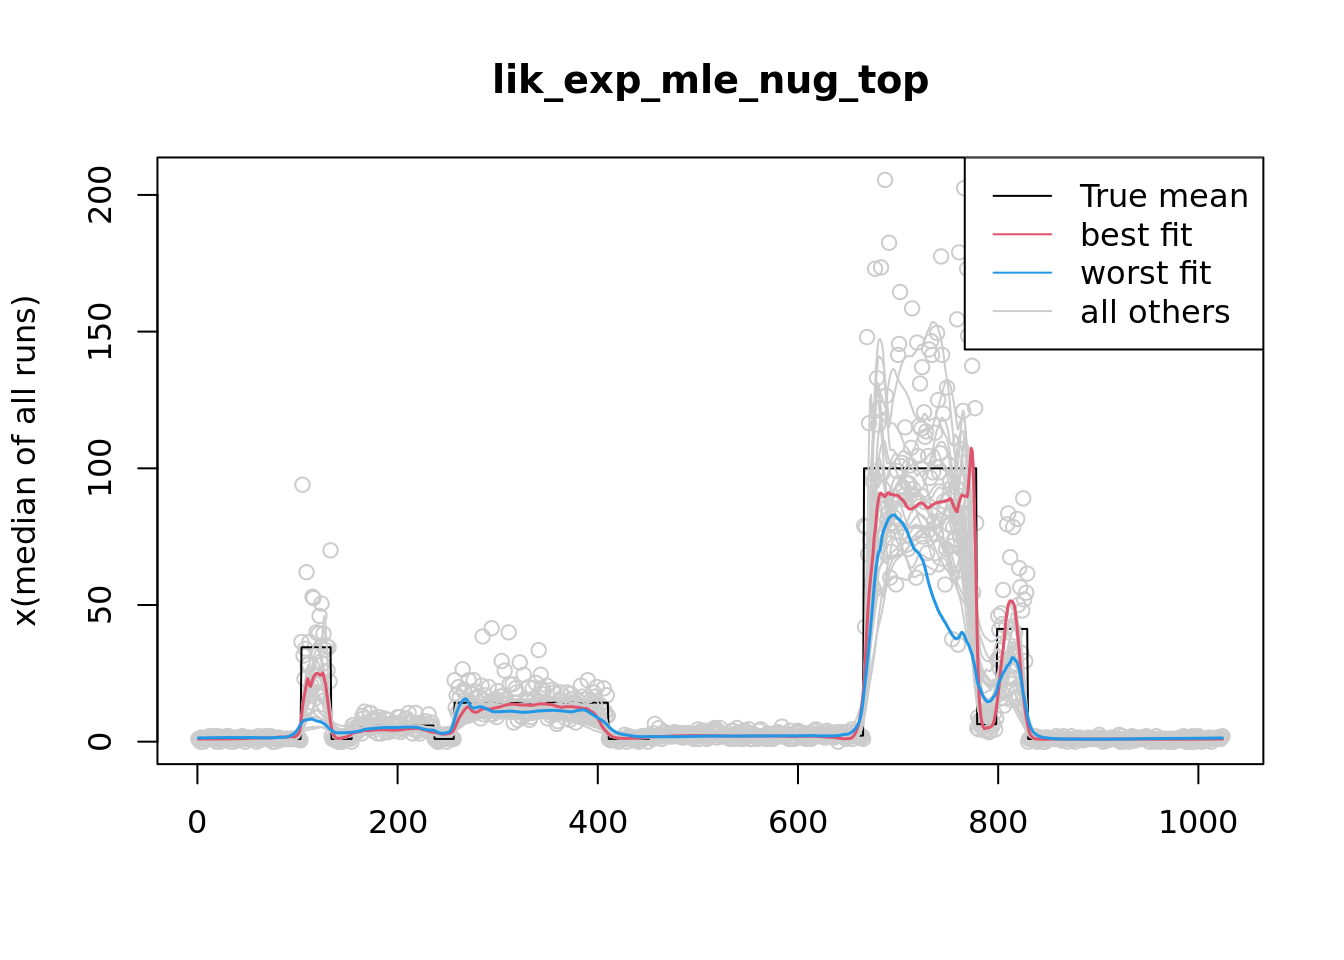 lik_exp_mle_nug_top
x(median of all runs)
200
150
100
50
0
True mean
best fit
worst fit
all others
0 200 400 600 800 1000